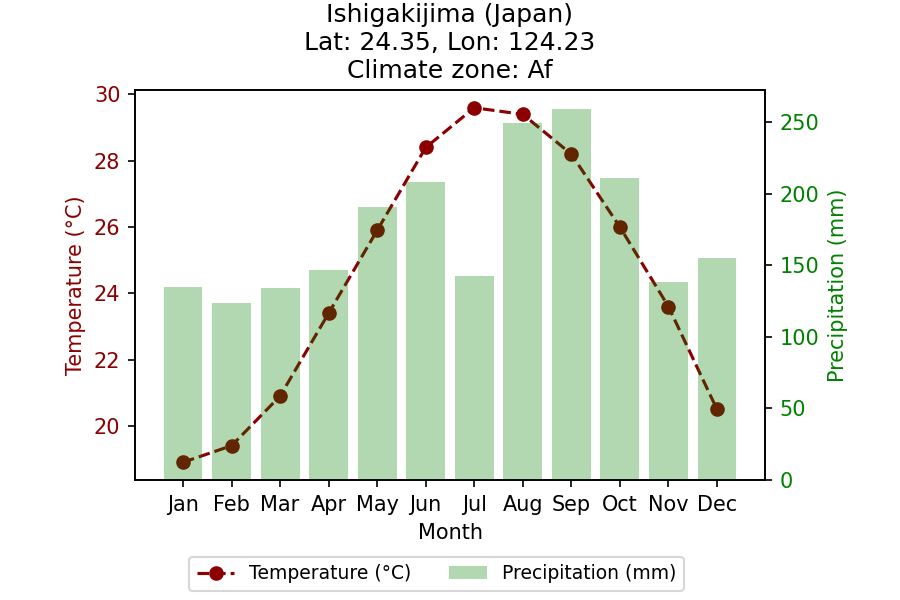 Ishigakijima (Japan)
Lat: 24.35, Lon: 124.23
Climate zone: Af
30
28
26
24
22
20
Temperature (°C)
250
200
150
100
50
0
Precipitation (mm)
Jan Feb Mar Apr May Jun Jul Aug Sep Oct Nov Dec
Month
Temperature (°C) Precipitation (mm)